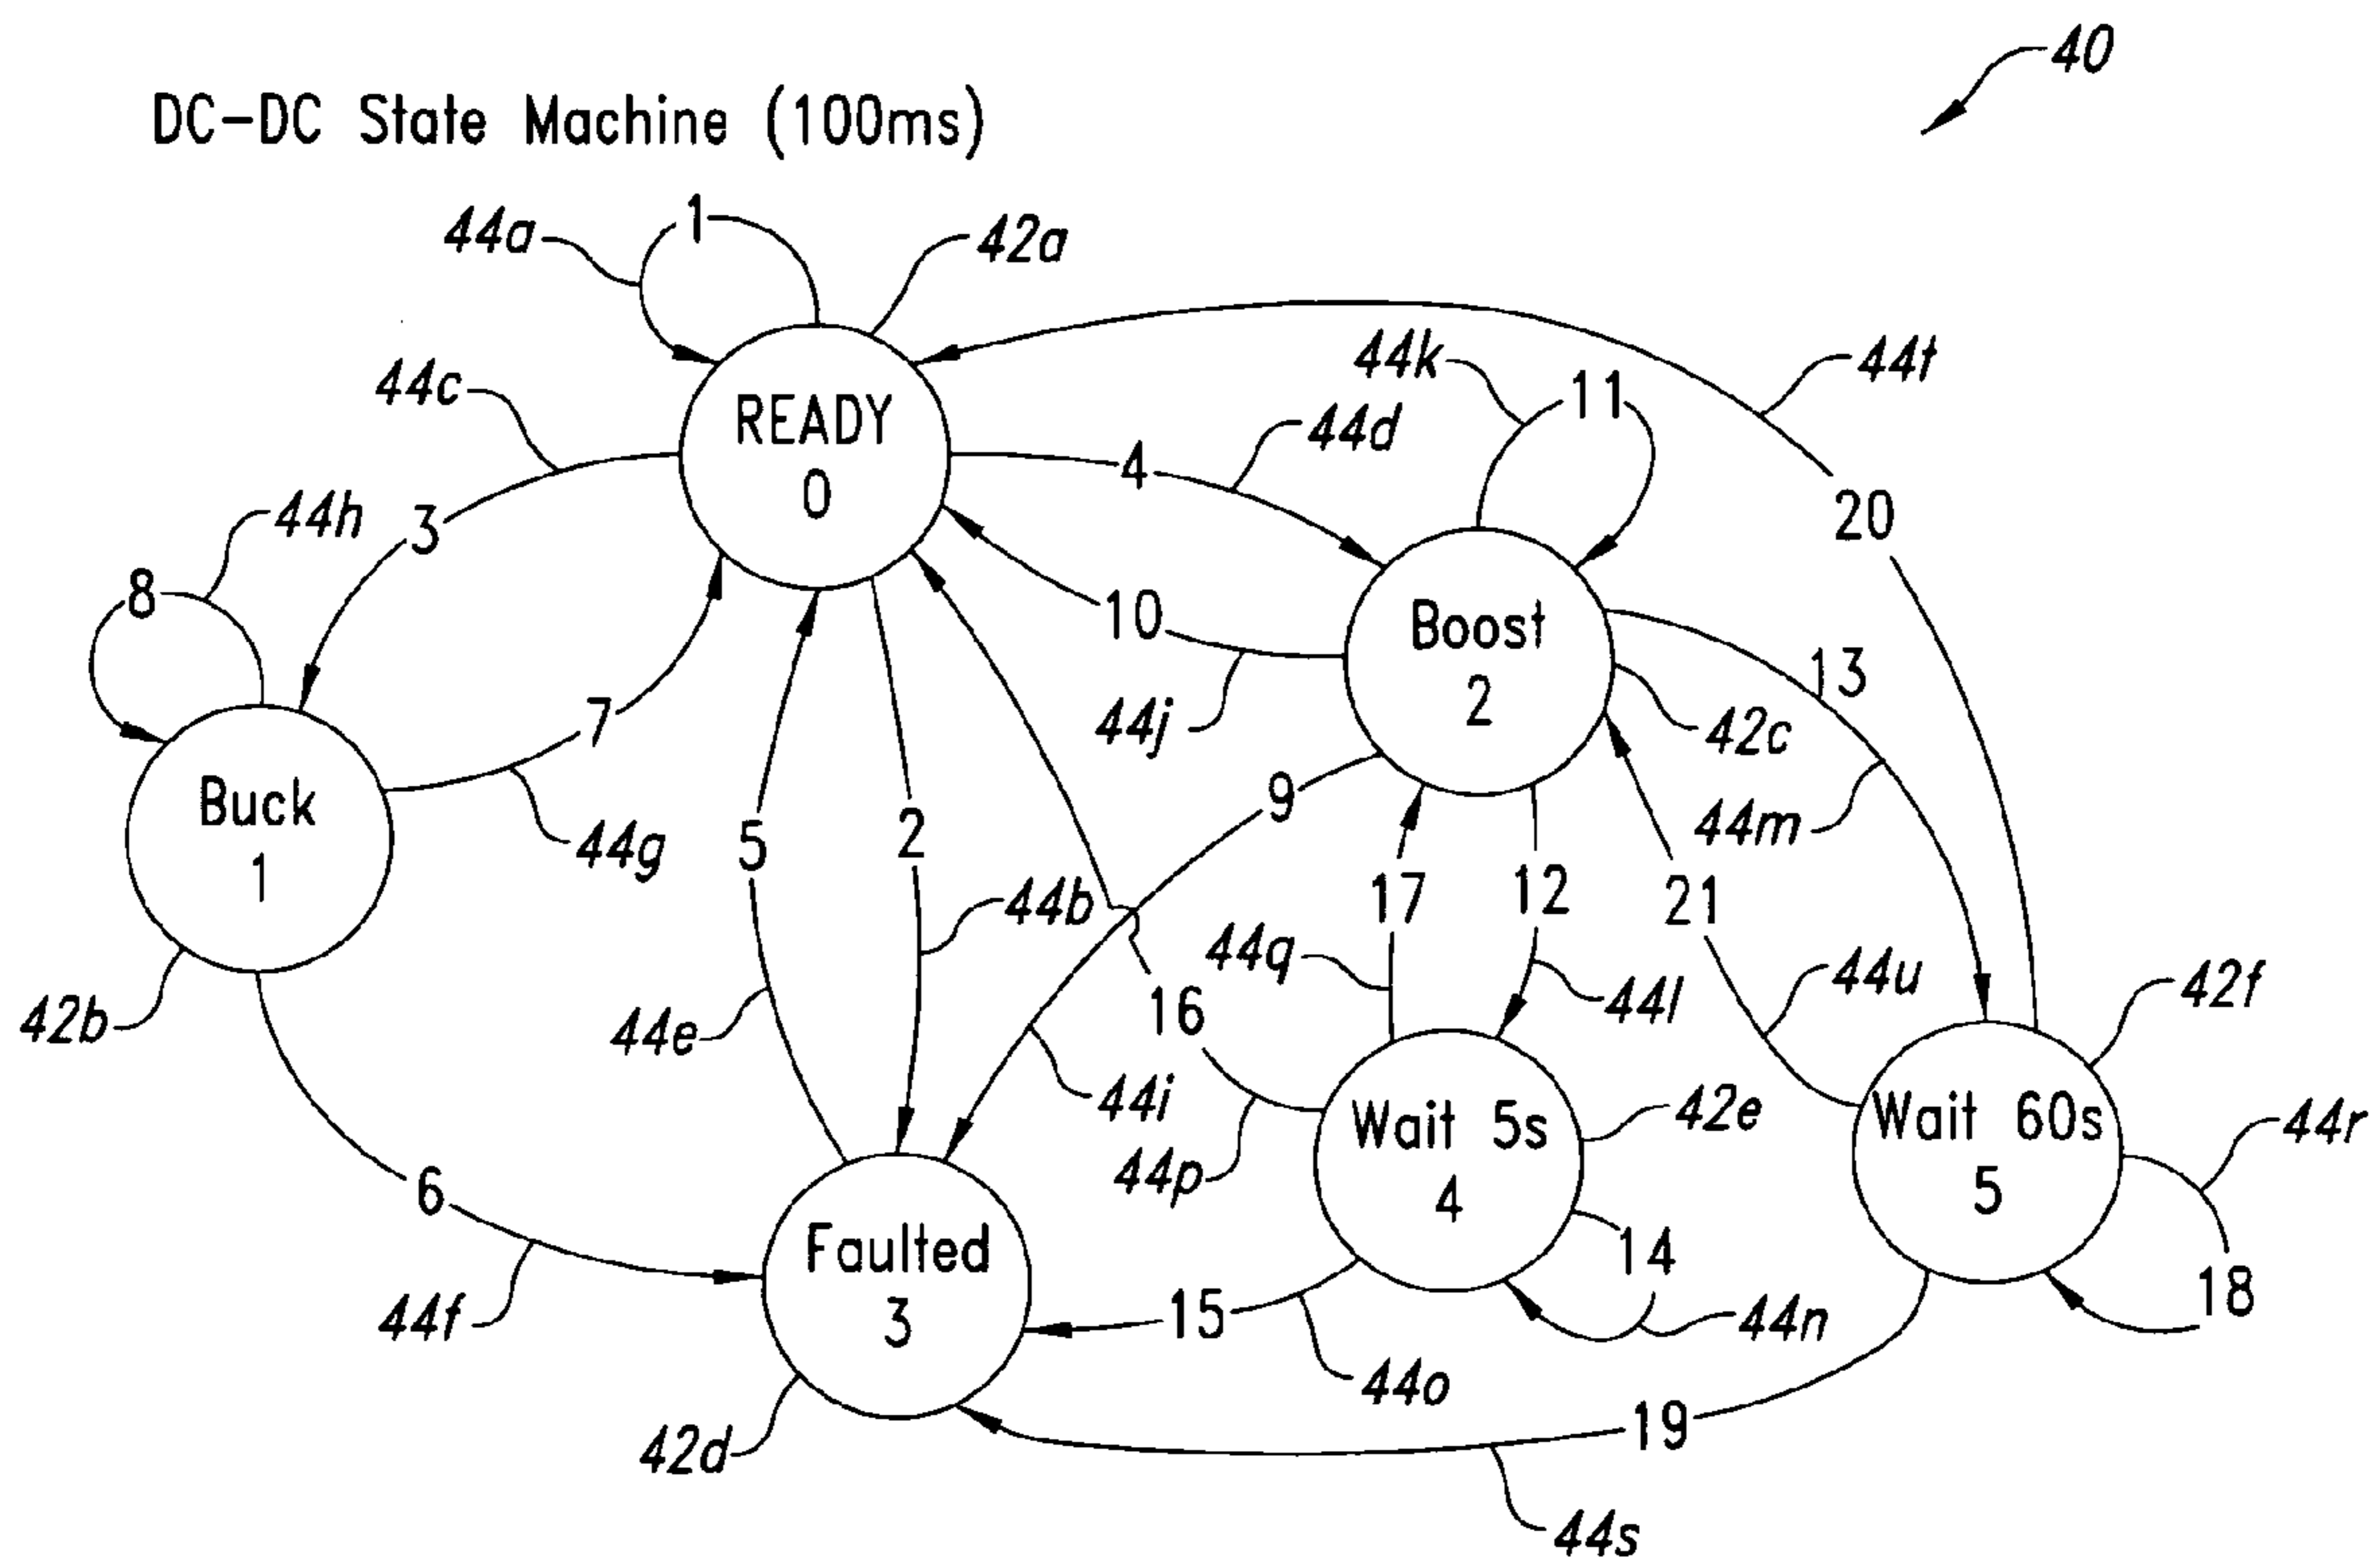 40
DC-DC State Machine (100ms)
44a
1
42a
44c
44k
11
44t
READY
0
4
44d
20
44h
3
8
10
Boost
2
13
44j
42c
7
9
44m
Buck
1
44g
5
2
44b
17
12
21
44q
44l
44u
42f
42b
44e
16
44i
44p
Wait 5s
4
42e
Wait 60s
5
44r
6
14
18
Faulted
3
44f
15
44n
44o
42d
19
44s